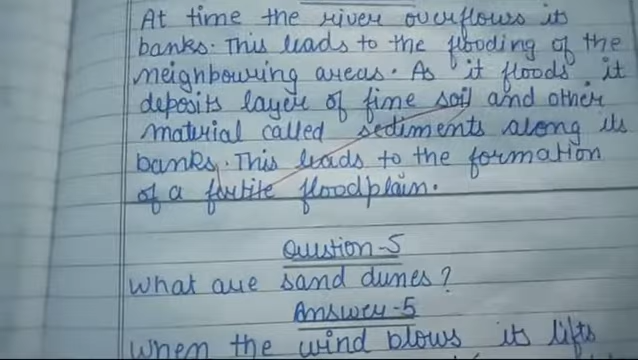 At time the river overflows its
banks. This leads to the flooding of the
neighbouring areas. As it floods it
deposits layer of fime soil and other
material called sediments along its
banks. This leads to the formation
of a fertite floodplain.
Question-5
What are sand dunes?
Answer-5
When the wind blows its lifts